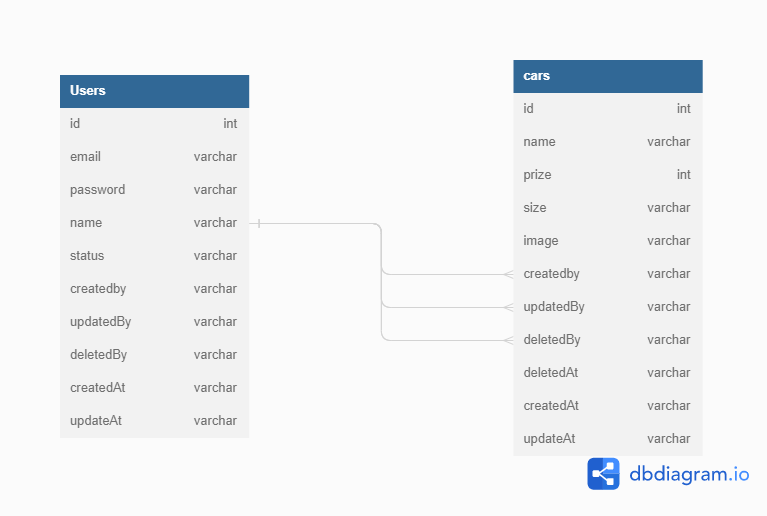 Users
id int
email varchar
password varchar
name varchar
status varchar
createdby varchar
updatedBy varchar
deletedBy varchar
createdAt varchar
updateAt varchar
cars
id int
name varchar
prize int
size varchar
image varchar
createdby varchar
updatedBy varchar
deletedBy varchar
deletedAt varchar
createdAt varchar
updateAt varchar
dbdiagram.io